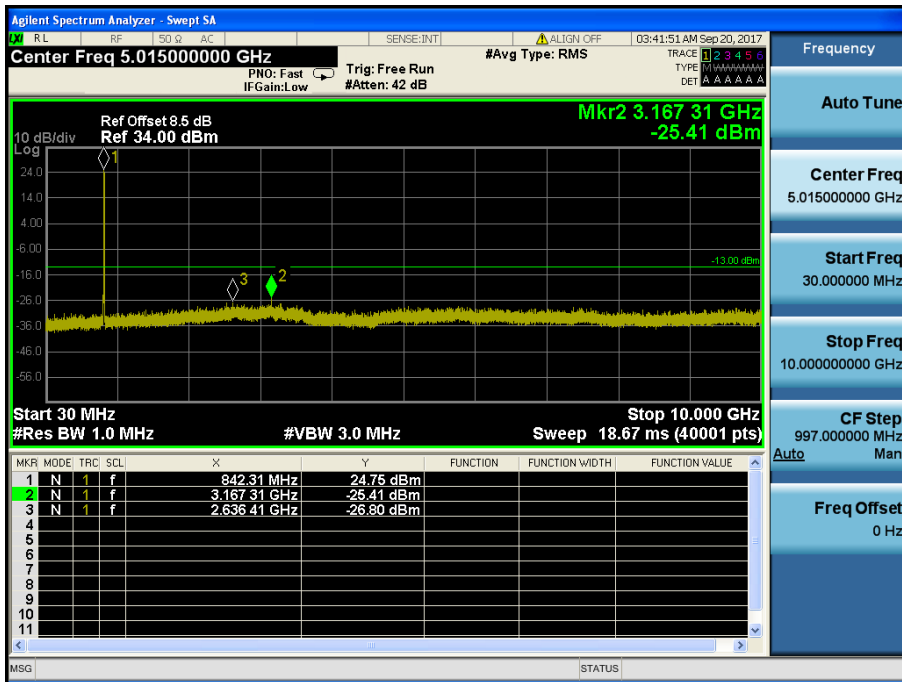 Agilent Spectrum Analyzer - Swept SA
LXI RL RF 50 Ω AC SENSE:INT ALIGN OFF 03:41:51 AM Sep 20, 2017
Center Freq 5.015000000 GHz
PNO: Fast
IFGain:Low
Trig: Free Run
#Atten: 42 dB
#Avg Type: RMS
TRACE 1 2 3 4 5 6
TYPE M WWWWW
DET A A A A A A
Mkr2 3.167 31 GHz
-25.41 dBm
Ref Offset 8.5 dB
10 dB/div Ref 34.00 dBm
Log
24.0
14.0
4.00
-6.00
-16.0
-26.0
-36.0
-46.0
-56.0
1
3
2
-13.00 dBm
Start 30 MHz Stop 10.000 GHz
#Res BW 1.0 MHz #VBW 3.0 MHz Sweep 18.67 ms (40001 pts)
MKR MODE TRC SCL X Y FUNCTION FUNCTION WIDTH FUNCTION VALUE
1 N 1 f 842.31 MHz 24.75 dBm
2 N 1 f 3.167 31 GHz -25.41 dBm
3 N 1 f 2.636 41 GHz -26.80 dBm
4
5
6
7
8
9
10
11
MSG STATUS
Frequency
Auto Tune
Center Freq
5.015000000 GHz
Start Freq
30.000000 MHz
Stop Freq
10.000000000 GHz
CF Step
997.000000 MHz
Auto Man
Freq Offset
0 Hz